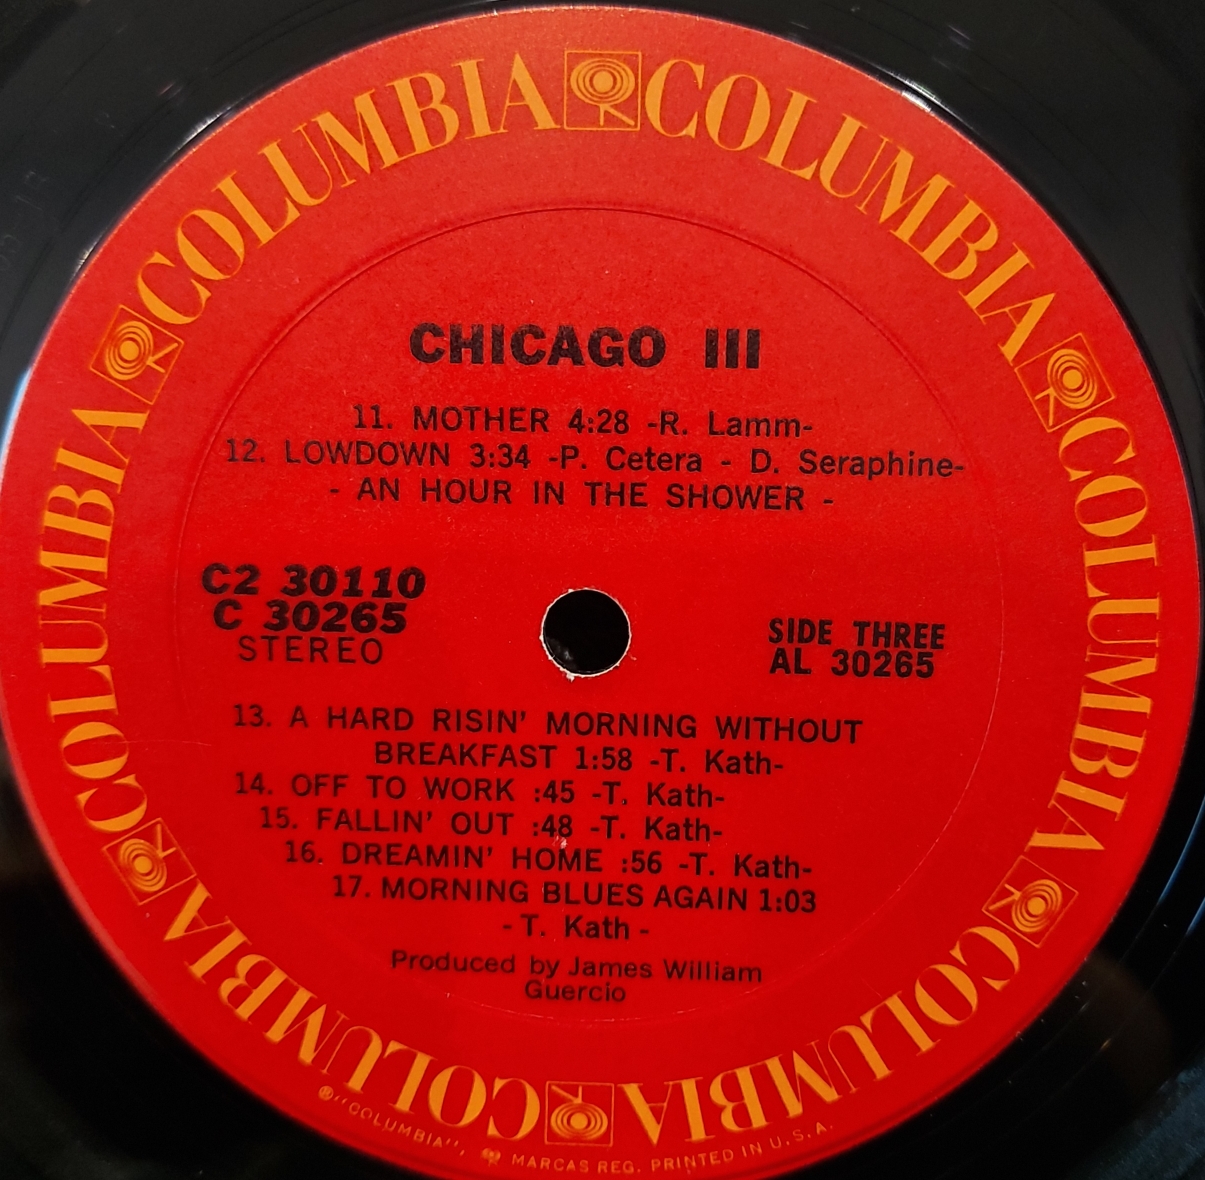 COLUMBIA COLUMBIA COLUMBIA COLUMBIA COLUMBIA COLUMBIA
CHICAGO III
11. MOTHER 4:28 -R. Lamm-
12. LOWDOWN 3:34 -P. Cetera - D. Seraphine-
- AN HOUR IN THE SHOWER -
C2 30110
C 30265
STEREO
SIDE THREE
AL 30265
13. A HARD RISIN' MORNING WITHOUT
BREAKFAST 1:58 -T. Kath-
14. OFF TO WORK :45 -T. Kath-
15. FALLIN' OUT :48 -T. Kath-
16. DREAMIN' HOME :56 -T. Kath-
17. MORNING BLUES AGAIN 1:03
- T. Kath -
Produced by James William
Guercio
®"COLUMBIA", MARCAS REG. PRINTED IN U.S.A.